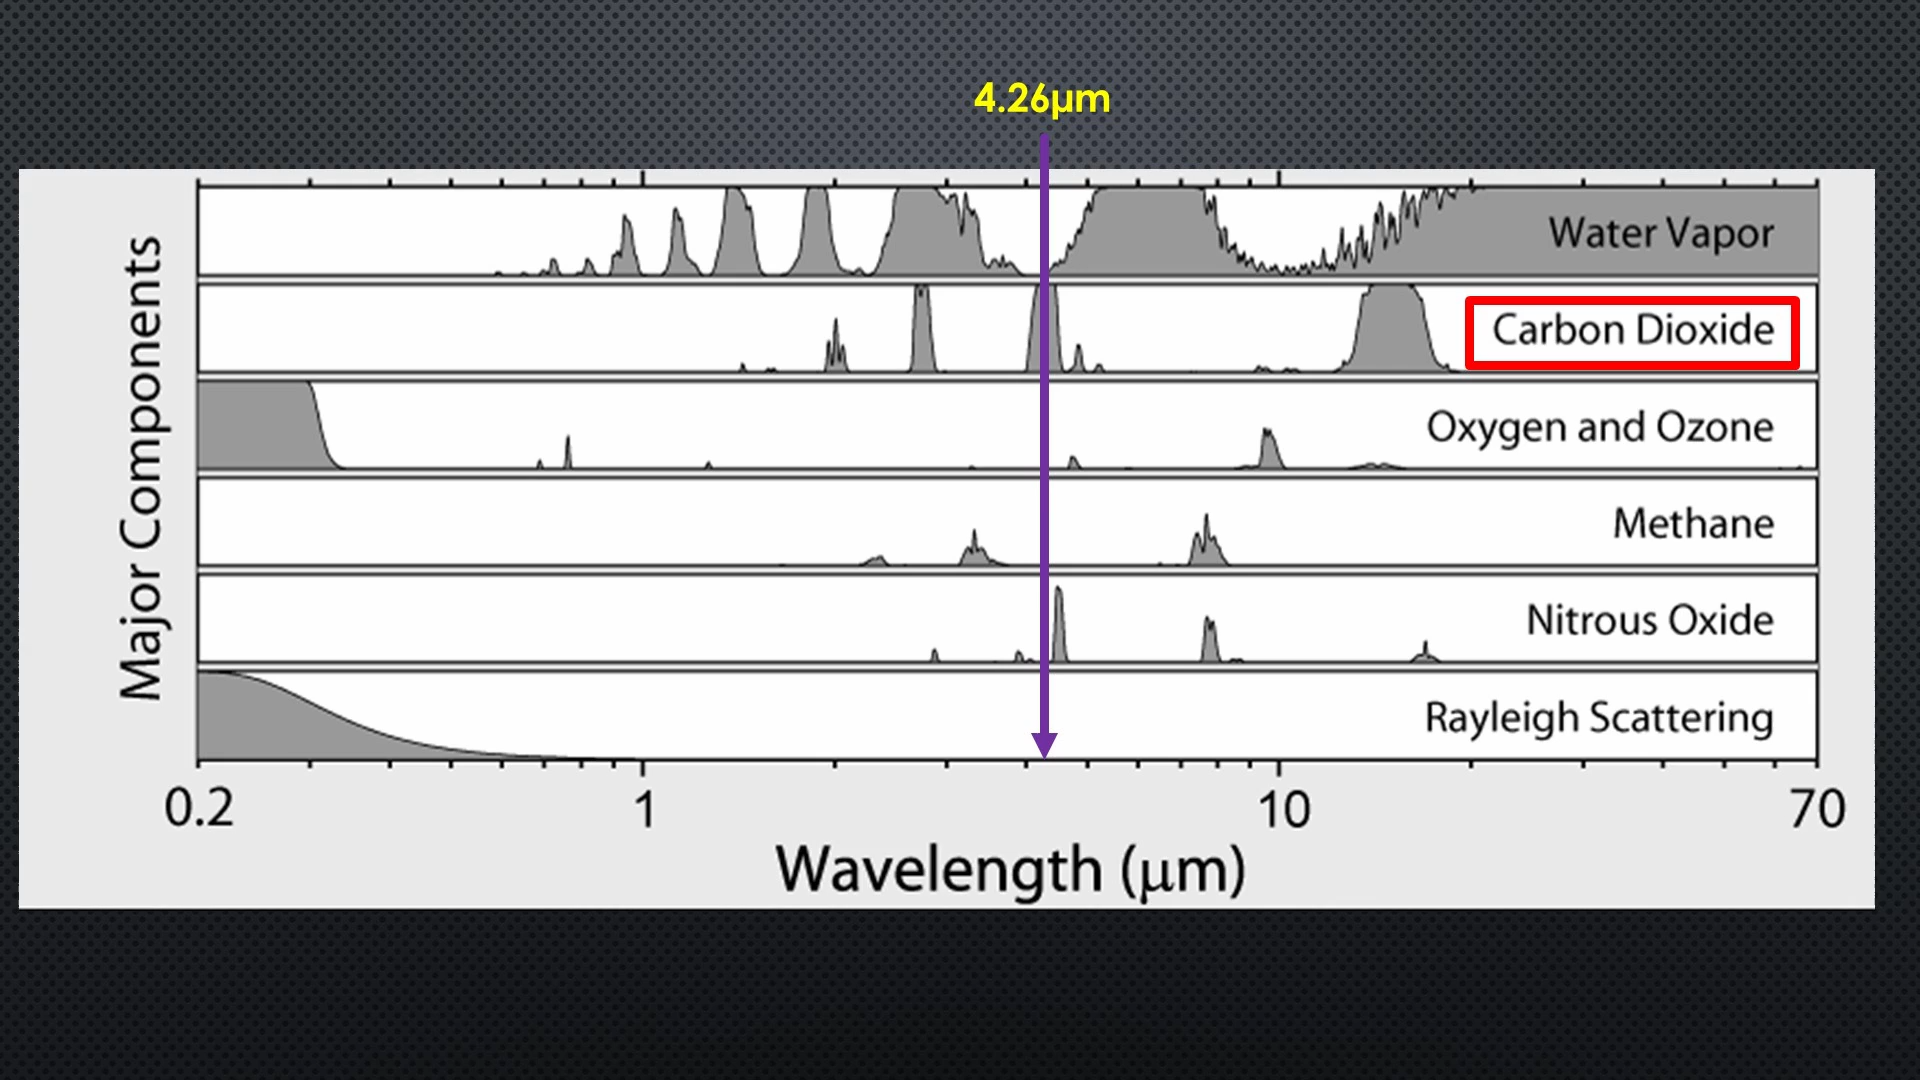 4.26µm
Major Components
Water Vapor
Carbon Dioxide
Oxygen and Ozone
Methane
Nitrous Oxide
Rayleigh Scattering
0.2 1 10 70
Wavelength (µm)